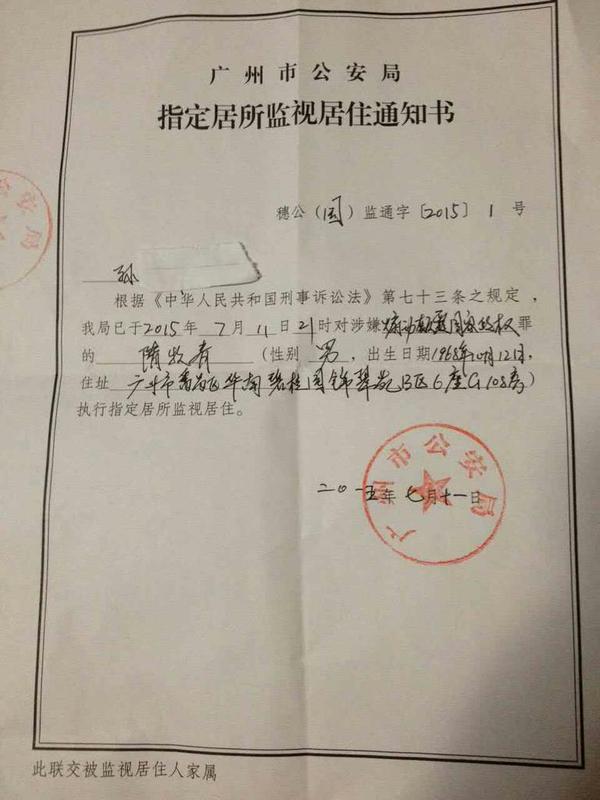 广州市公安局
指定居所监视居住通知书
穗公（国）监通字〔2015〕1号
孙
根据《中华人民共和国刑事诉讼法》第七十三条之规定，
我局已于2015年7月11日21时对涉嫌煽动颠覆国家政权罪
的隋牧青（性别男，出生日期1968年 月12日，
住址广州市番禺区华南碧桂园锦翠苑B区6座G108房）
执行指定居所监视居住。
广州市公安局
二〇一五年七月十一日
此联交被监视居住人家属